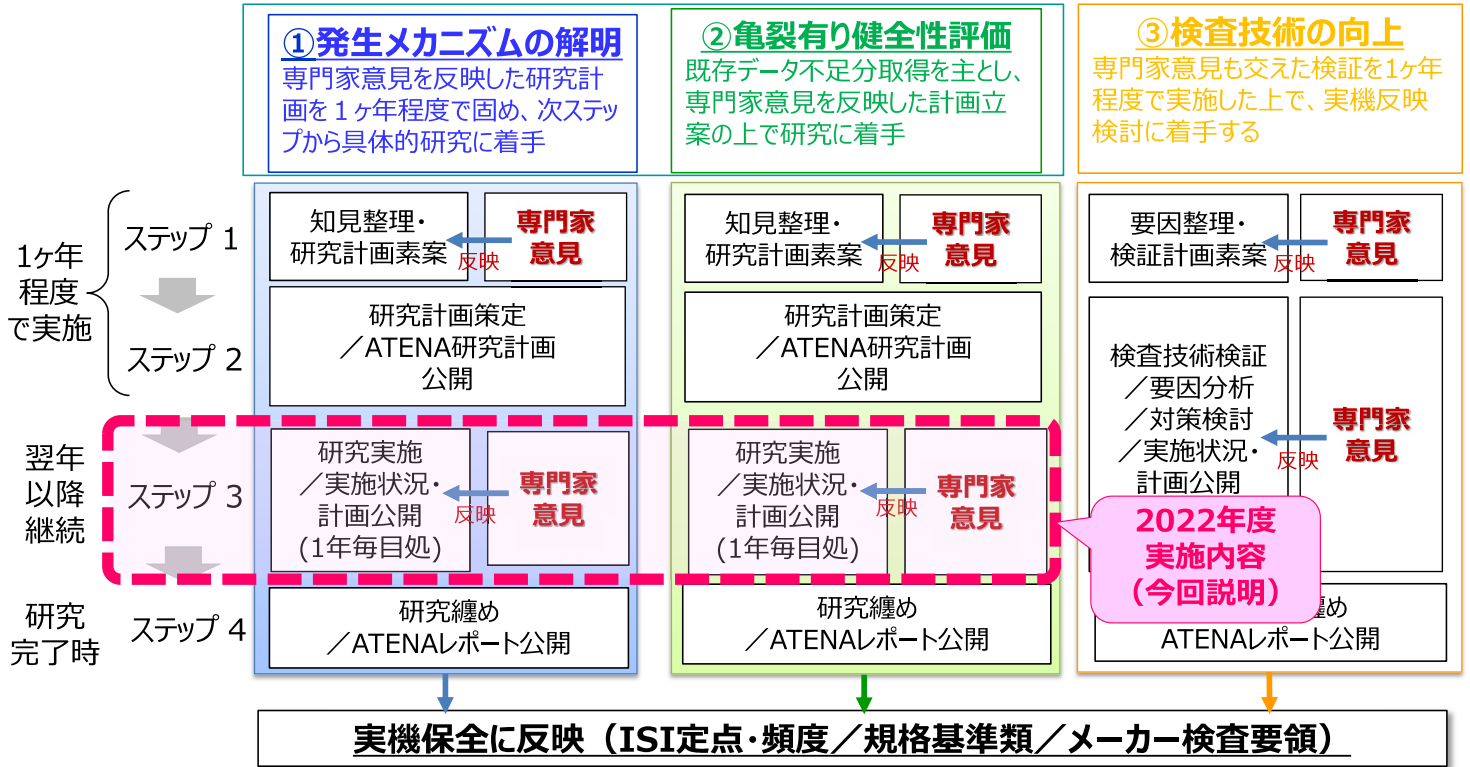 ①発生メカニズムの解明
専門家意見を反映した研究計
画を１ヶ年程度で固め、次ステッ
プから具体的研究に着手
②亀裂有り健全性評価
既存データ不足分取得を主とし、
専門家意見を反映した計画立
案の上で研究に着手
③検査技術の向上
専門家意見も交えた検証を1ヶ年
程度で実施した上で、実機反映
検討に着手する
1ヶ年
程度
で実施
ステップ 1
ステップ 2
翌年
以降
継続
ステップ 3
研究
完了時
ステップ 4
知見整理・
研究計画素案
反映
専門家
意見
研究計画策定
／ATENA研究計画
公開
研究実施
／実施状況・
計画公開
(1年毎目処)
反映
専門家
意見
研究纏め
／ATENAレポート公開
知見整理・
研究計画素案
反映
専門家
意見
研究計画策定
／ATENA研究計画
公開
研究実施
／実施状況・
計画公開
(1年毎目処)
反映
専門家
意見
研究纏め
／ATENAレポート公開
要因整理・
検証計画素案
反映
専門家
意見
検査技術検証
／要因分析
／対策検討
／実施状況・
計画公開
反映
専門家
意見
2022年度
実施内容
（今回説明）
纏め
ATENAレポート公開
実機保全に反映（ISI定点・頻度／規格基準類／メーカー検査要領）